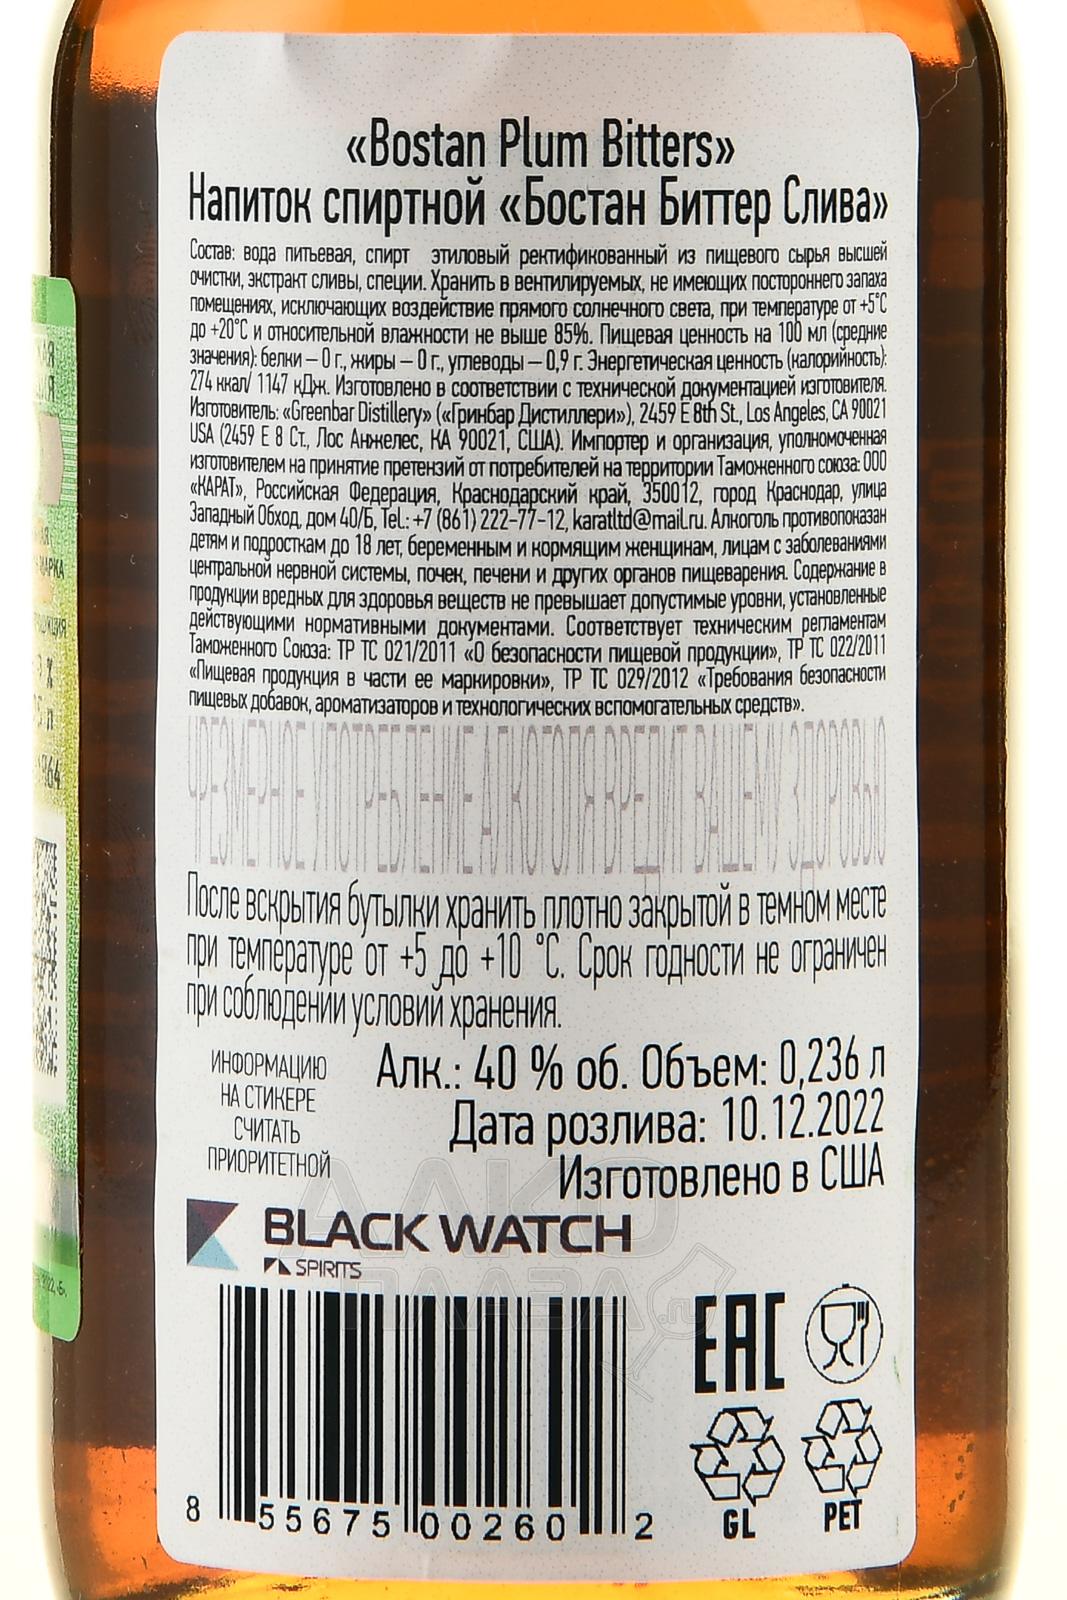 «Bostan Plum Bitters»
Напиток спиртной «Бостан Биттер Слива»
Состав: вода питьевая, спирт этиловый ректификованный из пищевого сырья высшей
очистки, экстракт сливы, специи. Хранить в вентилируемых, не имеющих постороннего запаха
помещениях, исключающих воздействие прямого солнечного света, при температуре от +5°С
до +20°С и относительной влажности не выше 85%. Пищевая ценность на 100 мл (средние
значения): белки – 0 г., жиры – 0 г., углеводы – 0,9 г. Энергетическая ценность (калорийность):
274 ккал/ 1147 кДж. Изготовлено в соответствии с технической документацией изготовителя.
Изготовитель: «Greenbar Distillery» («Гринбар Дистиллери»), 2459 E 8th St., Los Angeles, CA 90021
USA (2459 Е 8 Ст., Лос Анжелес, КА 90021, США). Импортер и организация, уполномоченная
изготовителем на принятие претензий от потребителей на территории Таможенного союза: ООО
«КАРАТ», Российская Федерация, Краснодарский край, 350012, город Краснодар, улица
Западный Обход, дом 40/Б, Tel.: +7 (861) 222-77-12, karatltd@mail.ru. Алкоголь противопоказан
детям и подросткам до 18 лет, беременным и кормящим женщинам, лицам с заболеваниями
центральной нервной системы, почек, печени и других органов пищеварения. Содержание в
продукции вредных для здоровья веществ не превышает допустимые уровни, установленные
действующими нормативными документами. Соответствует техническим регламентам
Таможенного Союза: ТР ТС 021/2011 «О безопасности пищевой продукции», ТР ТС 022/2011
«Пищевая продукция в части ее маркировки», ТР ТС 029/2012 «Требования безопасности
пищевых добавок, ароматизаторов и технологических вспомогательных средств».
ЧРЕЗМЕРНОЕ УПОТРЕБЛЕНИЕ АЛКОГОЛЯ ВРЕДИТ ВАШЕМУ ЗДОРОВЬЮ
После вскрытия бутылки хранить плотно закрытой в темном месте
при температуре от +5 до +10 °С. Срок годности не ограничен
при соблюдении условий хранения.
ИНФОРМАЦИЮ
НА СТИКЕРЕ
СЧИТАТЬ
ПРИОРИТЕТНОЙ
Алк.: 40 % об. Объем: 0,236 л
Дата розлива: 10.12.2022
Изготовлено в США
BLACK WATCH
SPIRITS
АЛКО
ПЛАЗА.ru
EAC
GL
PET
8 55675 00260 2
МАРКА